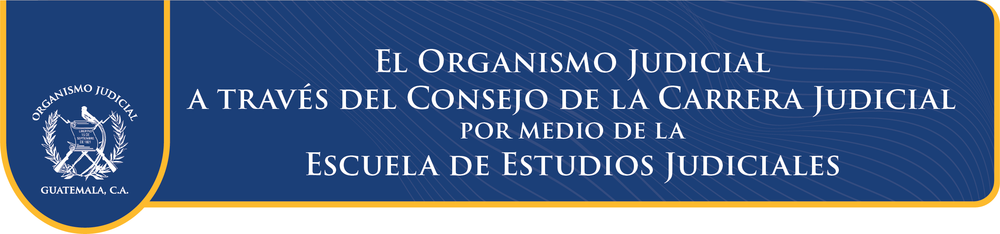 ORGANISMO JUDICIAL
LIBERTAD
15 DE
SEPTIEMBRE
DE 1821
GUATEMALA, C.A.
EL ORGANISMO JUDICIAL
A TRAVÉS DEL CONSEJO DE LA CARRERA JUDICIAL
POR MEDIO DE LA
ESCUELA DE ESTUDIOS JUDICIALES